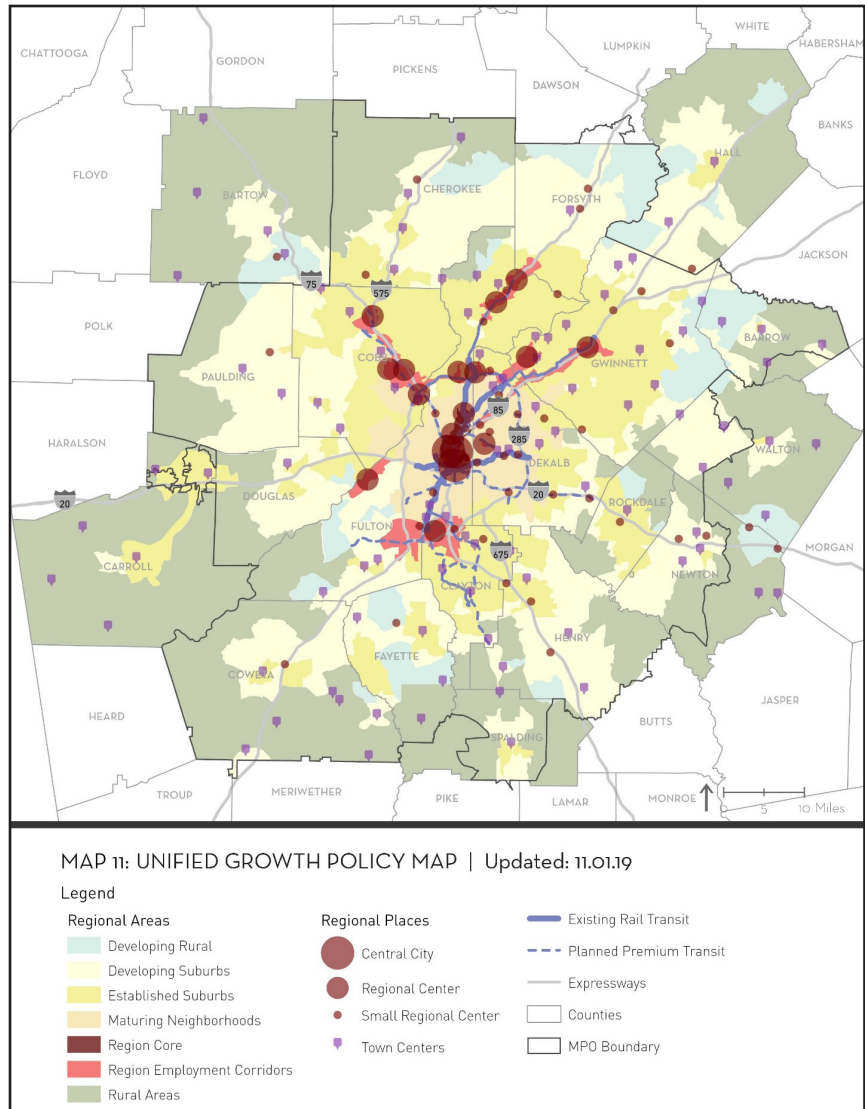 WHITE
LUMPKIN
HABERSHAM
CHATTOOGA
GORDON
PICKENS
DAWSON
BANKS
HALL
FLOYD
BARTOW
CHEROKEE
FORSYTH
JACKSON
75
575
POLK
BARROW
COBB
GWINNETT
PAULDING
85
HARALSON
285
WALTON
DEKALB
20
DOUGLAS
20
ROCKDALE
FULTON
MORGAN
675
CARROLL
NEWTON
CLAYTON
HENRY
FAYETTE
COWETA
JASPER
HEARD
BUTTS
SPALDING
TROUP
MERIWETHER
PIKE
LAMAR
MONROE
0 5 10 Miles
MAP 11: UNIFIED GROWTH POLICY MAP | Updated: 11.01.19
Legend
Regional Areas
Developing Rural
Developing Suburbs
Established Suburbs
Maturing Neighborhoods
Region Core
Region Employment Corridors
Rural Areas
Regional Places
Central City
Regional Center
Small Regional Center
Town Centers
Existing Rail Transit
Planned Premium Transit
Expressways
Counties
MPO Boundary